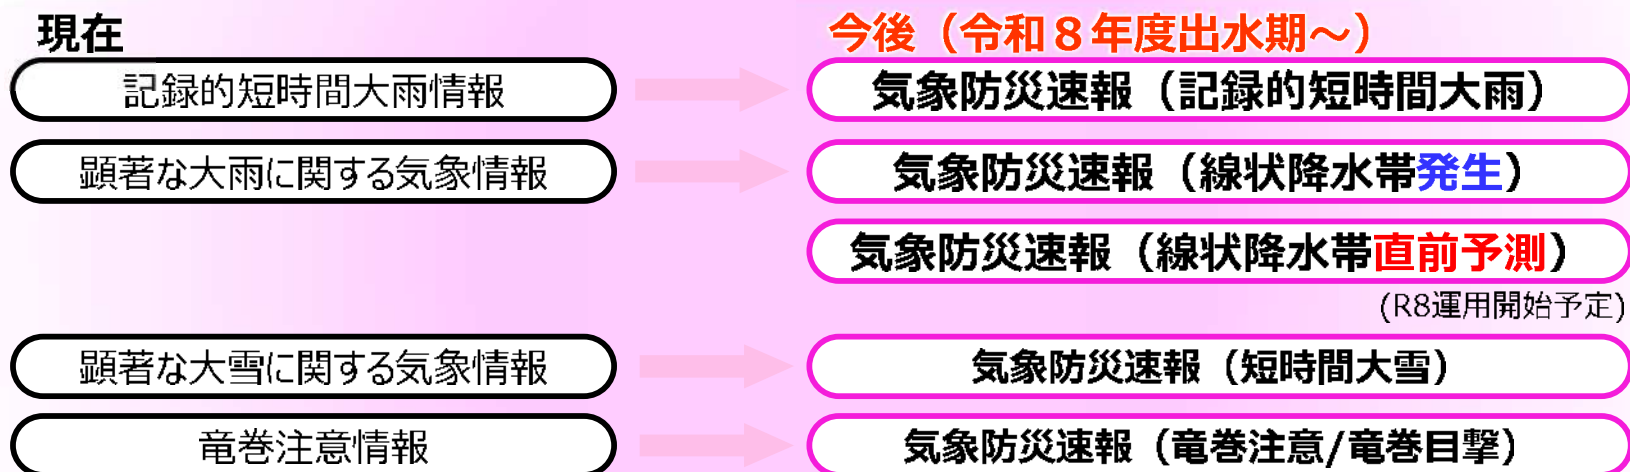 現在
今後（令和８年度出水期～）
記録的短時間大雨情報
気象防災速報（記録的短時間大雨）
顕著な大雨に関する気象情報
気象防災速報（線状降水帯発生）
気象防災速報（線状降水帯直前予測）
(R8運用開始予定)
顕著な大雪に関する気象情報
気象防災速報（短時間大雪）
竜巻注意情報
気象防災速報（竜巻注意/竜巻目撃）